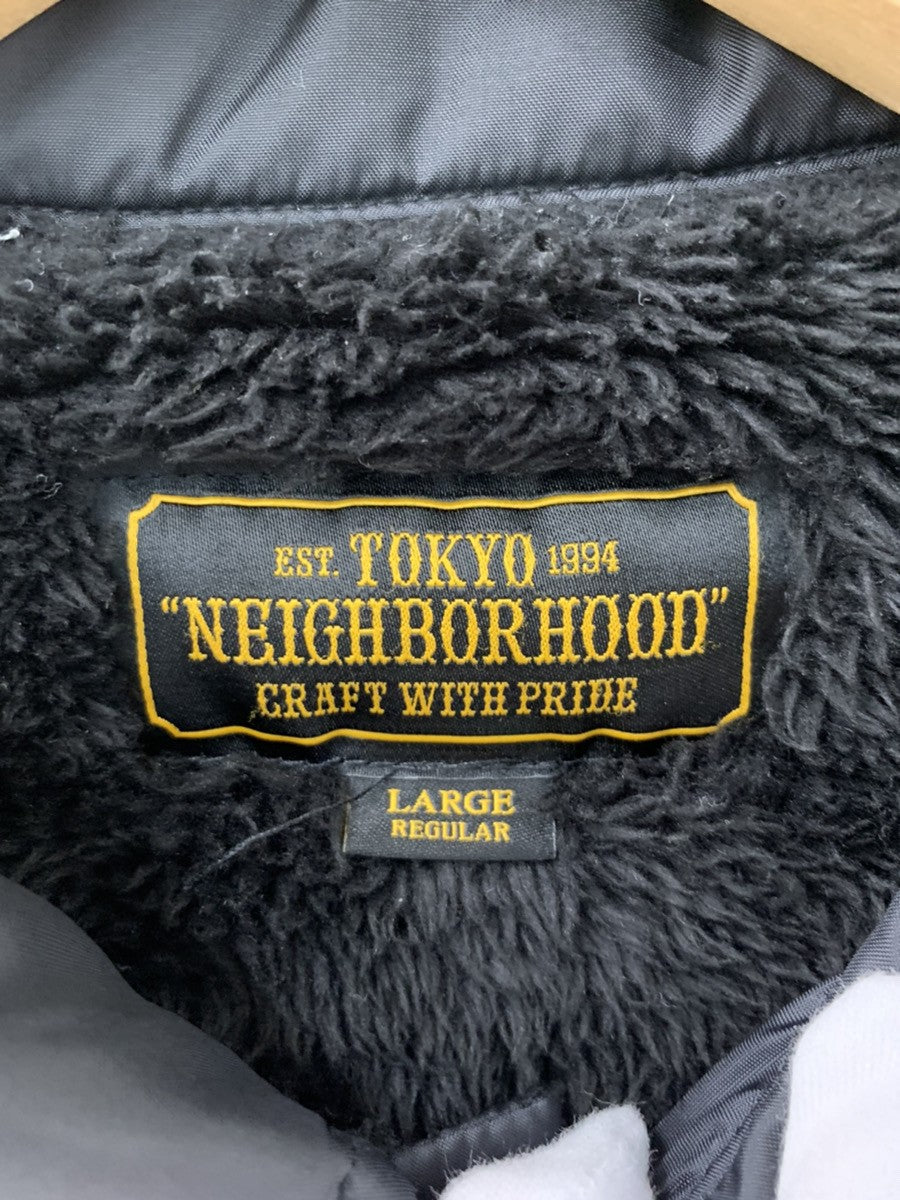 EST. TOKYO 1994
"NEIGHBORHOOD"
CRAFT WITH PRIDE
LARGE
REGULAR